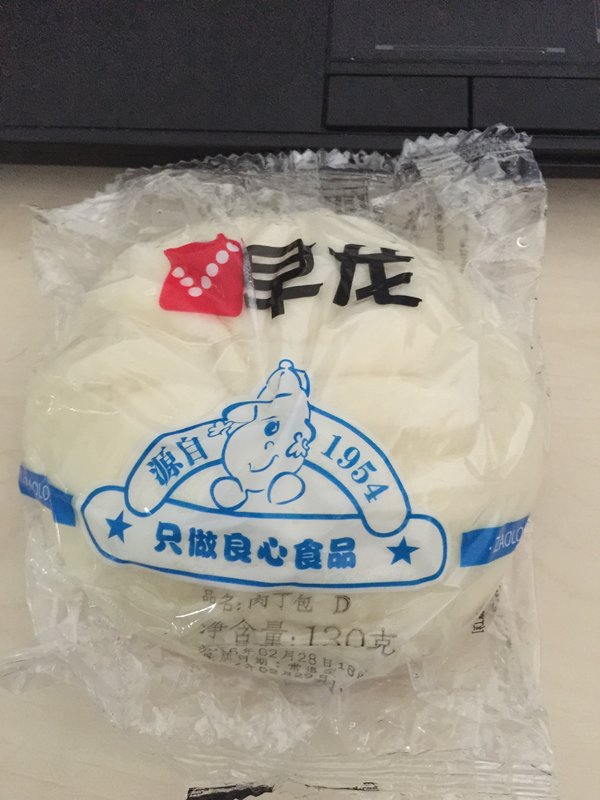 早龙
源自 1954
只做良心食品
品名:肉丁包 D
净含量:130克